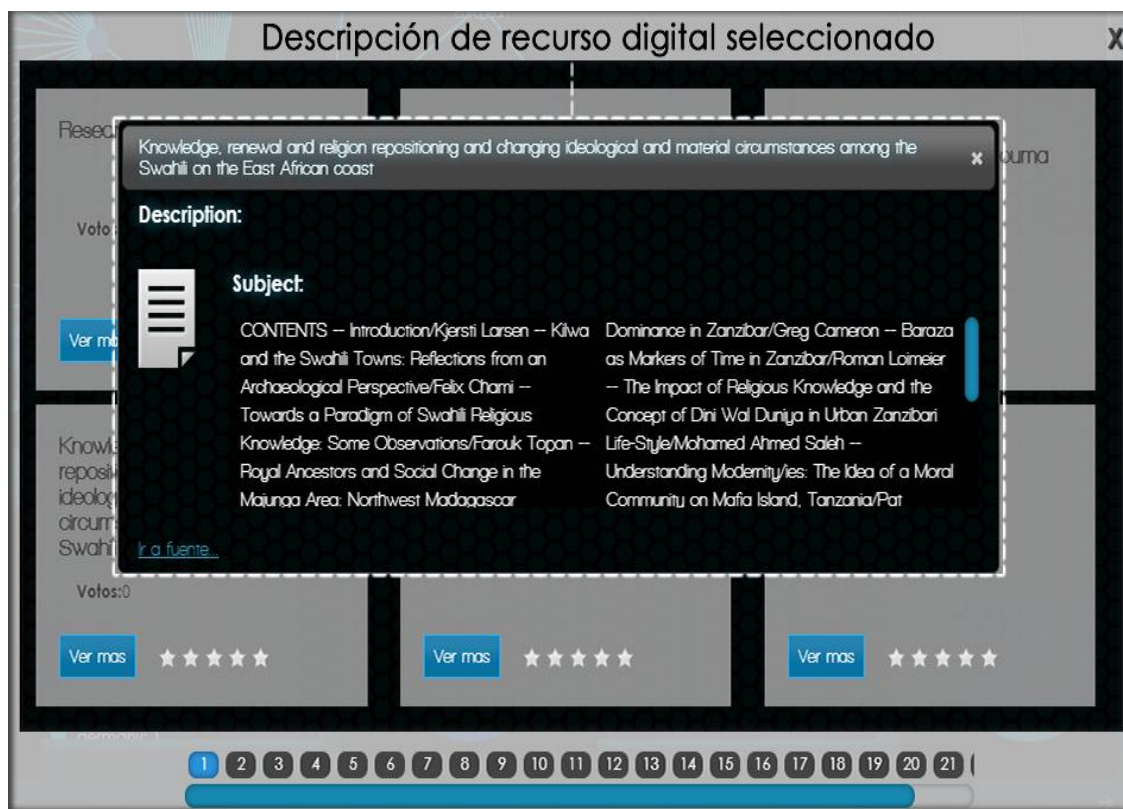 Descripción de recurso digital seleccionado
X
Knowledge, renewal and religion repositioning and changing ideological and material circumstances among the
Swahili on the East African coast
x
Description:
Subject:
CONTENTS -- Introduction/Kjersti Larsen -- Kilwa
and the Swahili Towns: Reflections from an
Archaeological Perspective/Felix Chami --
Towards a Paradigm of Swahili Religious
Knowledge: Some Observations/Farouk Topan --
Royal Ancestors and Social Change in the
Majunga Area: Northwest Madagascar
Dominance in Zanzibar/Greg Cameron -- Baraza
as Markers of Time in Zanzibar/Roman Loimeier
-- The Impact of Religious Knowledge and the
Concept of Dini Wal Duniya in Urban Zanzibari
Life-Style/Mohamed Ahmed Saleh --
Understanding Modernity/ies: The Idea of a Moral
Community on Mafia Island, Tanzania/Pat
Ir a fuente...
Votos:0
Ver mas
Ver mas
Ver mas
1 2 3 4 5 6 7 8 9 10 11 12 13 14 15 16 17 18 19 20 21